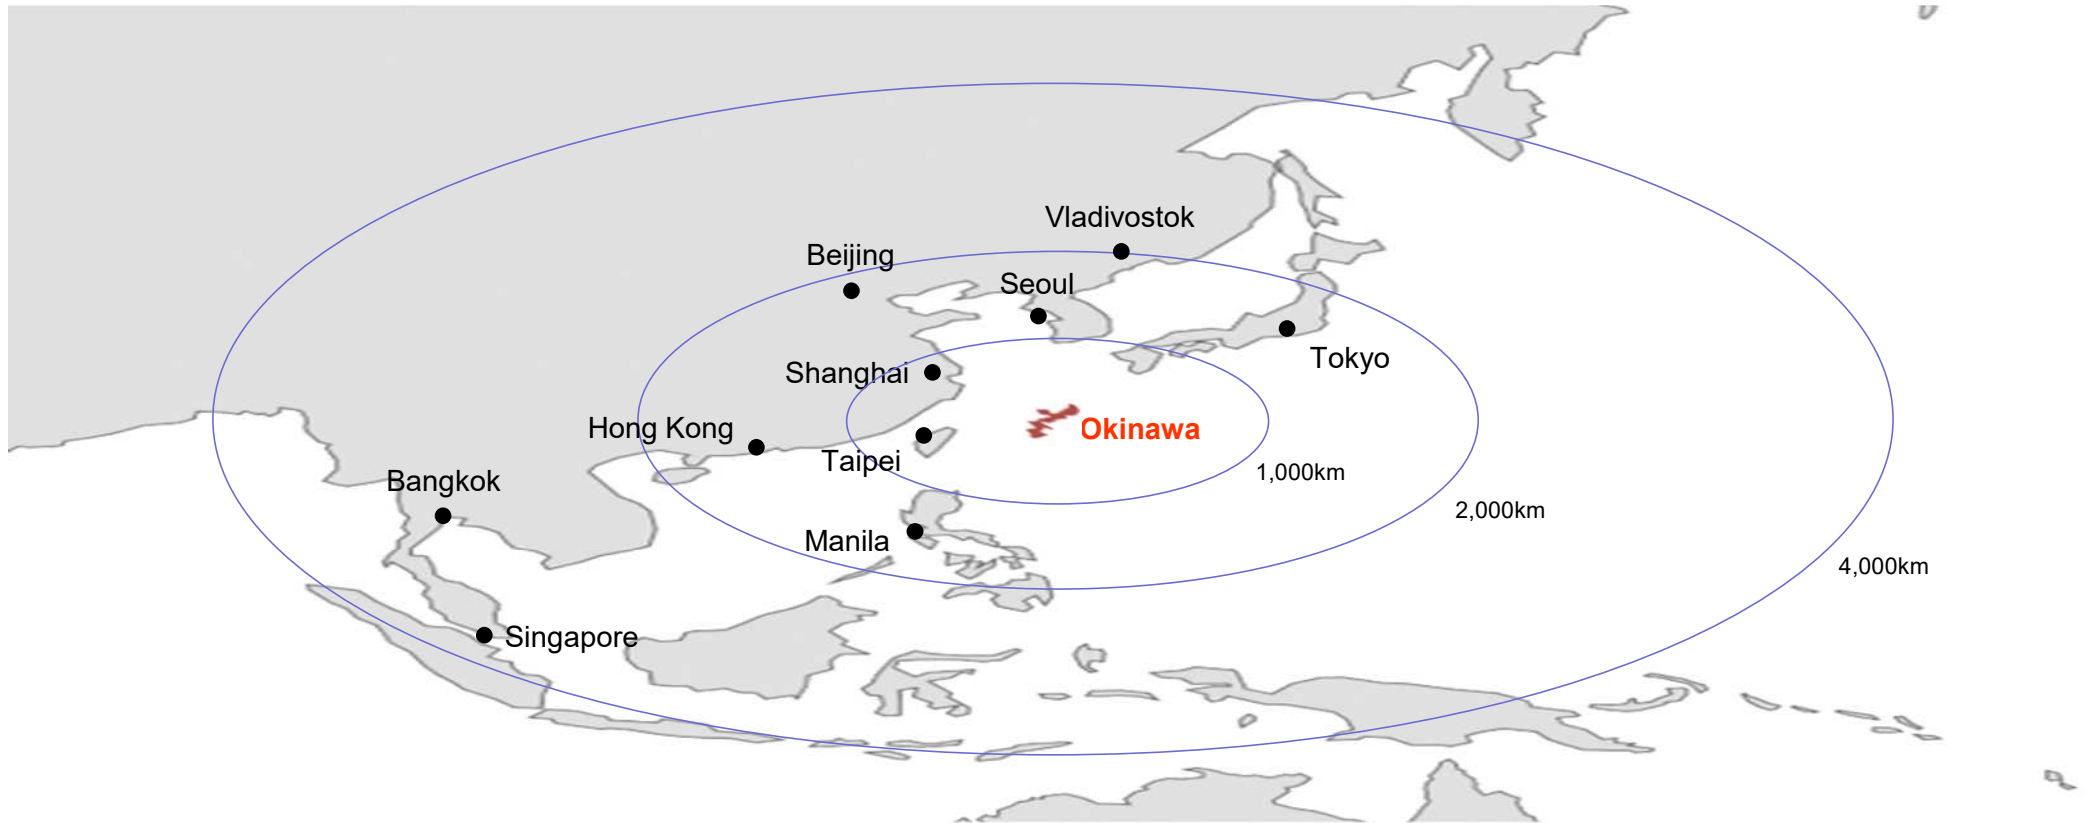 Vladivostok
Beijing
Seoul
Tokyo
Shanghai
Hong Kong
Okinawa
Taipei
1,000km
Bangkok
2,000km
Manila
4,000km
Singapore